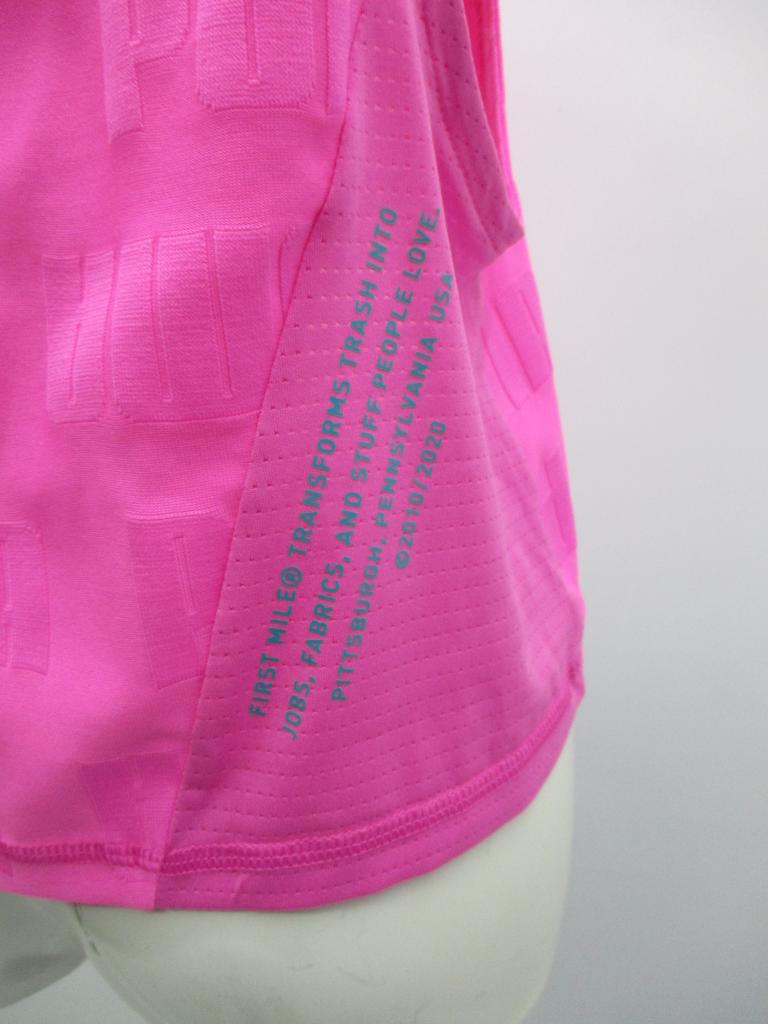 FIRST MILE® TRANSFORMS TRASH INTO
JOBS, FABRICS, AND STUFF PEOPLE LOVE.
PITTSBURGH, PENNSYLVANIA USA
©2010/2020